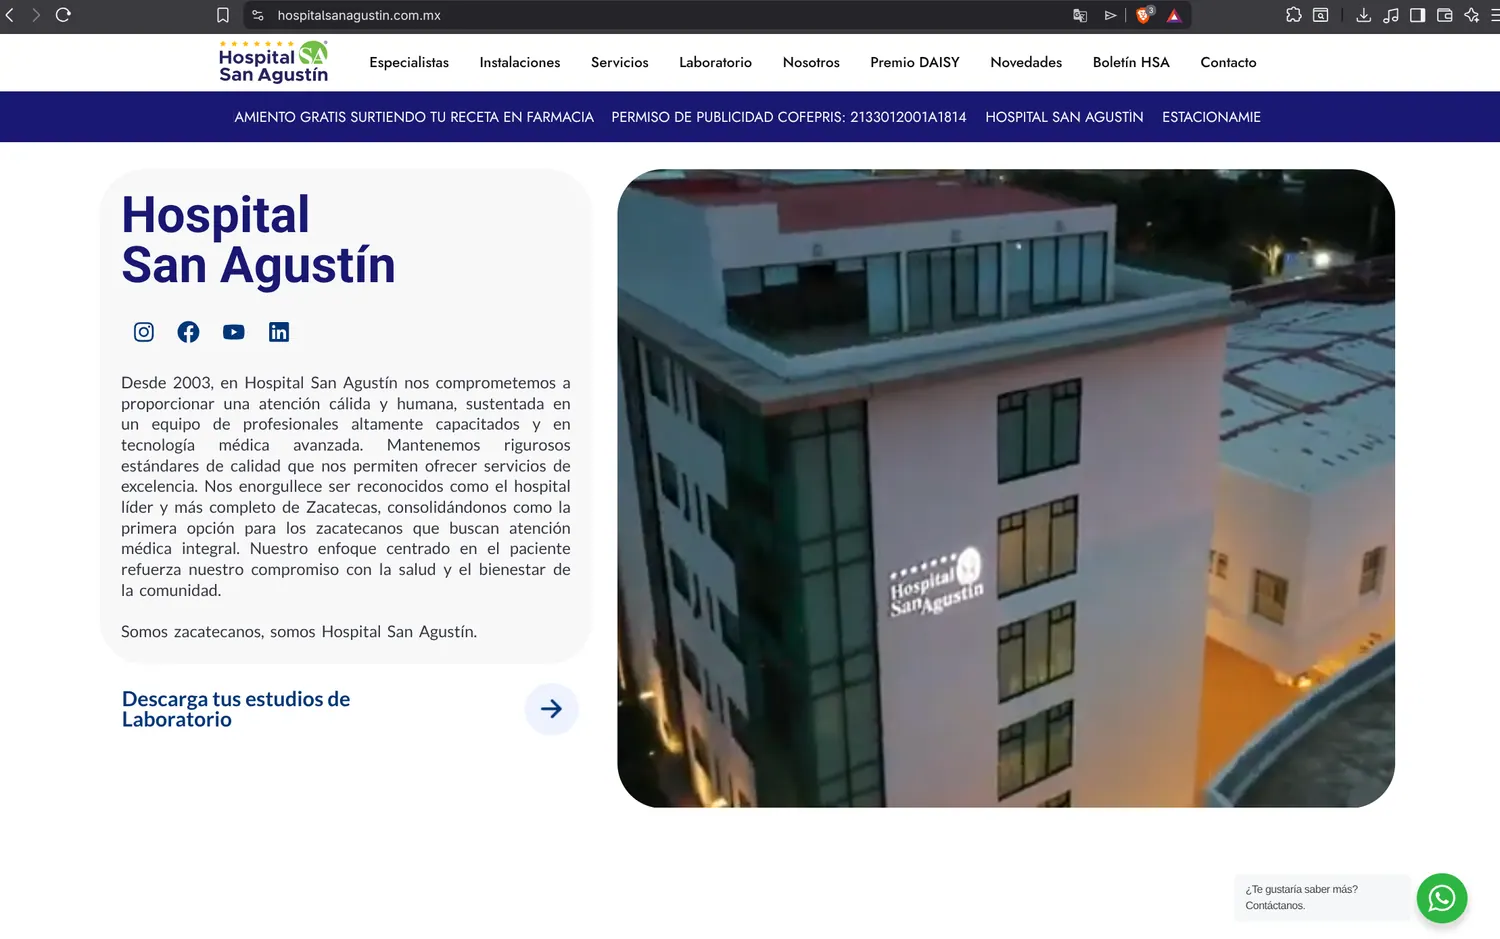 hospitalsanagustin.com.mx
3
Hospital SA
San Agustín
Especialistas Instalaciones Servicios Laboratorio Nosotros Premio DAISY Novedades Boletín HSA Contacto
AMIENTO GRATIS SURTIENDO TU RECETA EN FARMACIA PERMISO DE PUBLICIDAD COFEPRIS: 2133012001A1814 HOSPITAL SAN AGUSTÍN ESTACIONAMIE
Hospital
San Agustín
Desde 2003, en Hospital San Agustín nos comprometemos a
proporcionar una atención cálida y humana, sustentada en
un equipo de profesionales altamente capacitados y en
tecnología médica avanzada. Mantenemos rigurosos
estándares de calidad que nos permiten ofrecer servicios de
excelencia. Nos enorgullece ser reconocidos como el hospital
líder y más completo de Zacatecas, consolidándonos como la
primera opción para los zacatecanos que buscan atención
médica integral. Nuestro enfoque centrado en el paciente
refuerza nuestro compromiso con la salud y el bienestar de
la comunidad.
Somos zacatecanos, somos Hospital San Agustín.
Descarga tus estudios de
Laboratorio
Hospital
San Agustín
¿Te gustaría saber más?
Contáctanos.